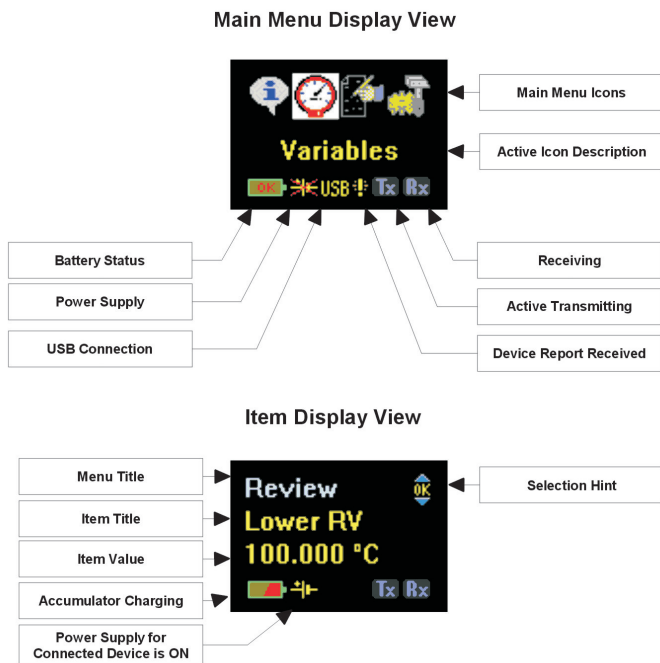 Main Menu Display View
Main Menu Icons
Variables
Active Icon Description
OK USB Tx Rx
Battery Status
Receiving
Power Supply
Active Transmitting
USB Connection
Device Report Received
Item Display View
Menu Title
Review
OK
Selection Hint
Item Title
Lower RV
Item Value
100.000 °C
Accumulator Charging
Tx Rx
Power Supply for
Connected Device is ON